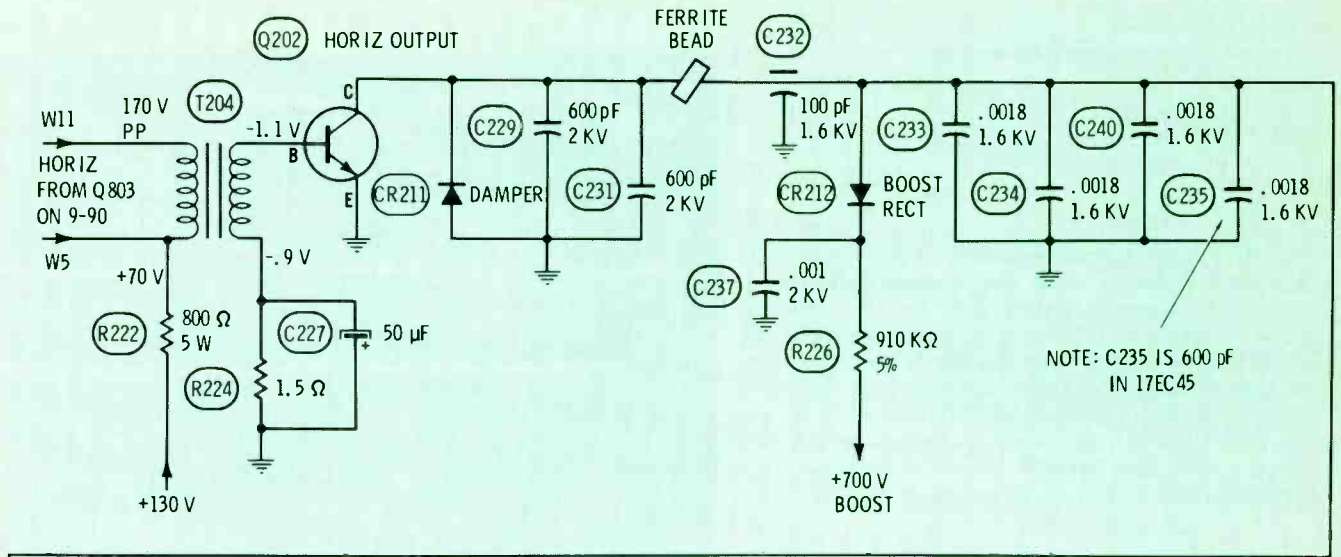 Q202 HORIZ OUTPUT
FERRITE
BEAD
C232
W11
170 V
PP
T204
-1.1 V
C
B
E
HORIZ
FROM Q803
ON 9-90
W5
+70 V
-.9 V
R222
800 Ω
5 W
R224
1.5 Ω
C227
50 µF
+
+130 V
CR211
DAMPER
C229
600 pF
2 KV
C231
600 pF
2 KV
100 pF
1.6 KV
CR212
BOOST
RECT
C237
.001
2 KV
R226
910 KΩ
5%
+700 V
BOOST
C233
.0018
1.6 KV
C234
.0018
1.6 KV
C240
.0018
1.6 KV
C235
.0018
1.6 KV
NOTE: C235 IS 600 pF
IN 17EC45